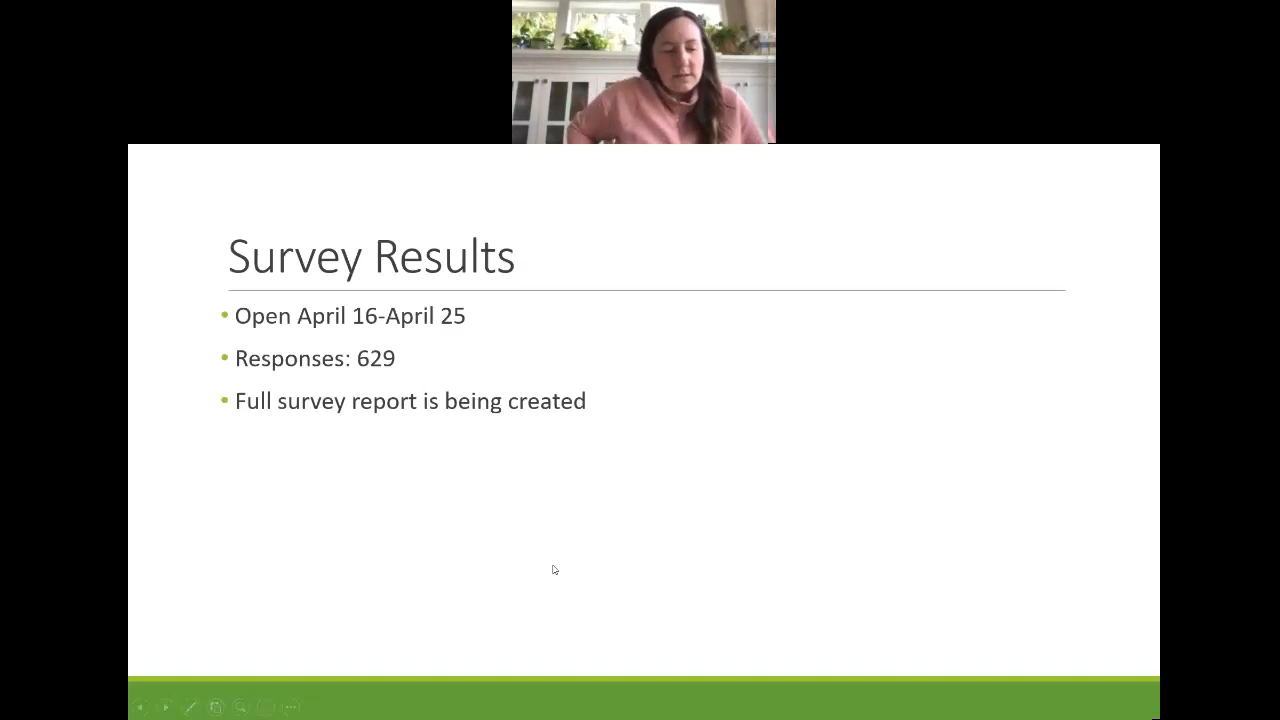 Survey Results
• Open April 16-April 25
• Responses: 629
• Full survey report is being created